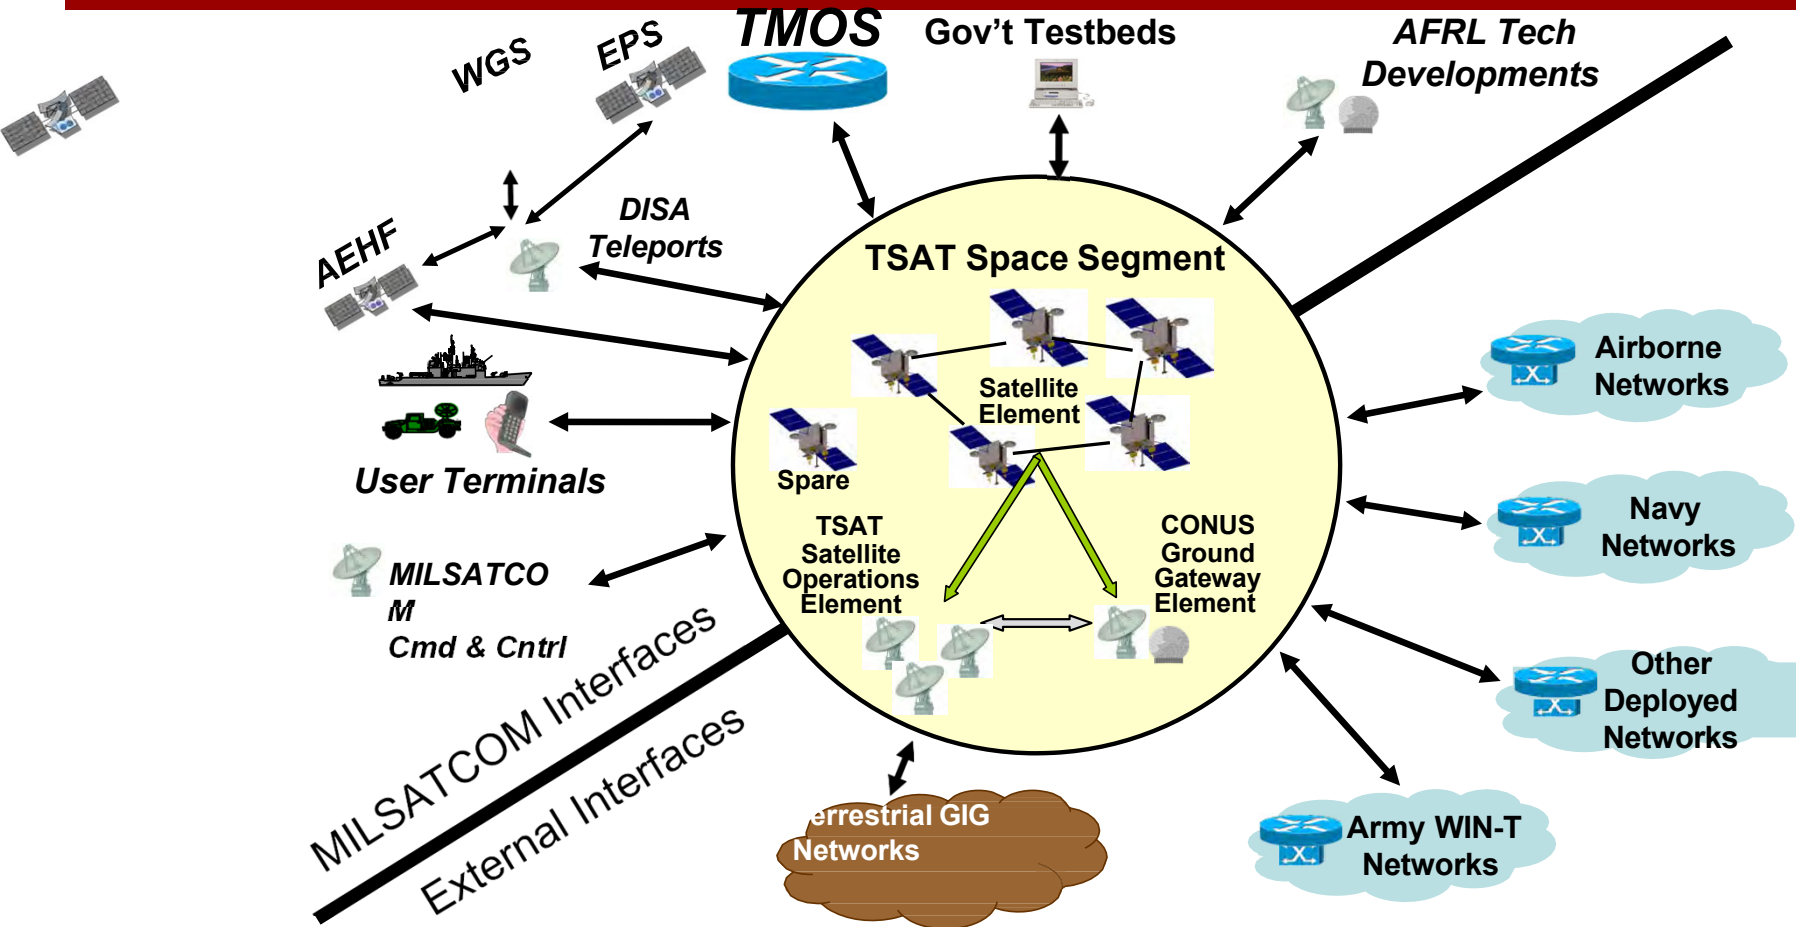 TMOS
Gov't Testbeds
AFRL Tech
Developments
EPS
WGS
DISA
Teleports
AEHF
TSAT Space Segment
Satellite
Element
Spare
User Terminals
TSAT
Satellite
Operations
Element
CONUS
Ground
Gateway
Element
MILSATCO
M
Cmd & Cntrl
MILSATCOM Interfaces
External Interfaces
Airborne
Networks
X
Navy
Networks
X
Other
Deployed
Networks
X
Army WIN-T
Networks
X
errestrial GIG
Networks